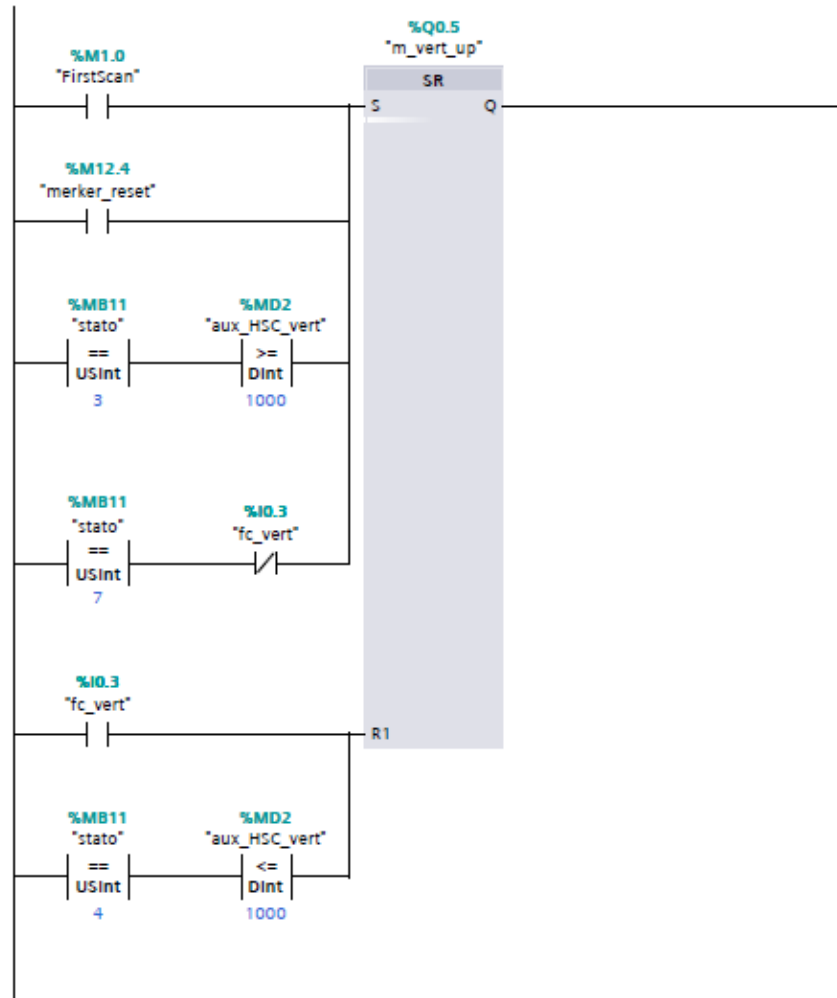 %Q0.5
"m_vert_up"
%M1.0
"FirstScan"
SR
S
Q
%M12.4
"merker_reset"
%MB11
"stato"
==
USInt
3
%MD2
"aux_HSC_vert"
>=
DInt
1000
%MB11
"stato"
==
USInt
7
%I0.3
"fc_vert"
%I0.3
"fc_vert"
R1
%MB11
"stato"
==
USInt
4
%MD2
"aux_HSC_vert"
<=
DInt
1000